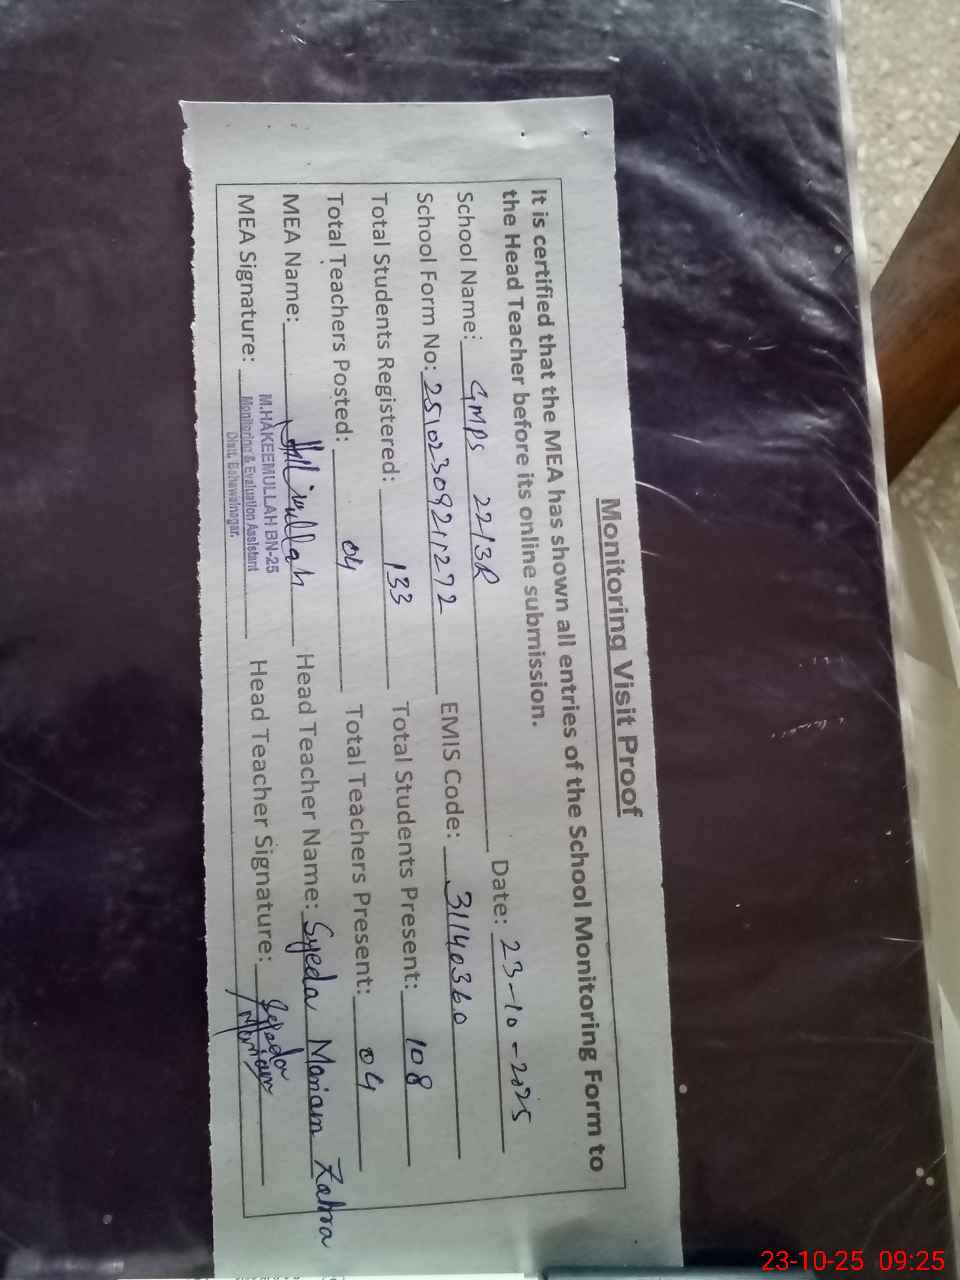 Monitoring Visit Proof
It is certified that the MEA has shown all entries of the School Monitoring Form to
the Head Teacher before its online submission.
School Name: GMPS 22/3R Date: 23-10-2025
School Form No: 2510230921272 EMIS Code: 31140360
Total Students Registered: 133 Total Students Present: 108
Total Teachers Posted: 04 Total Teachers Present: 04
MEA Name: Head Teacher Name: Syeda Mariam Zahra
MEA Signature: M.HAKEEMULLAH BN-25 Head Teacher Signature: Syeda Mariam
Monitoring & Evaluation Assistant
Distt. Bahawalnagar.
23-10-25 09:25